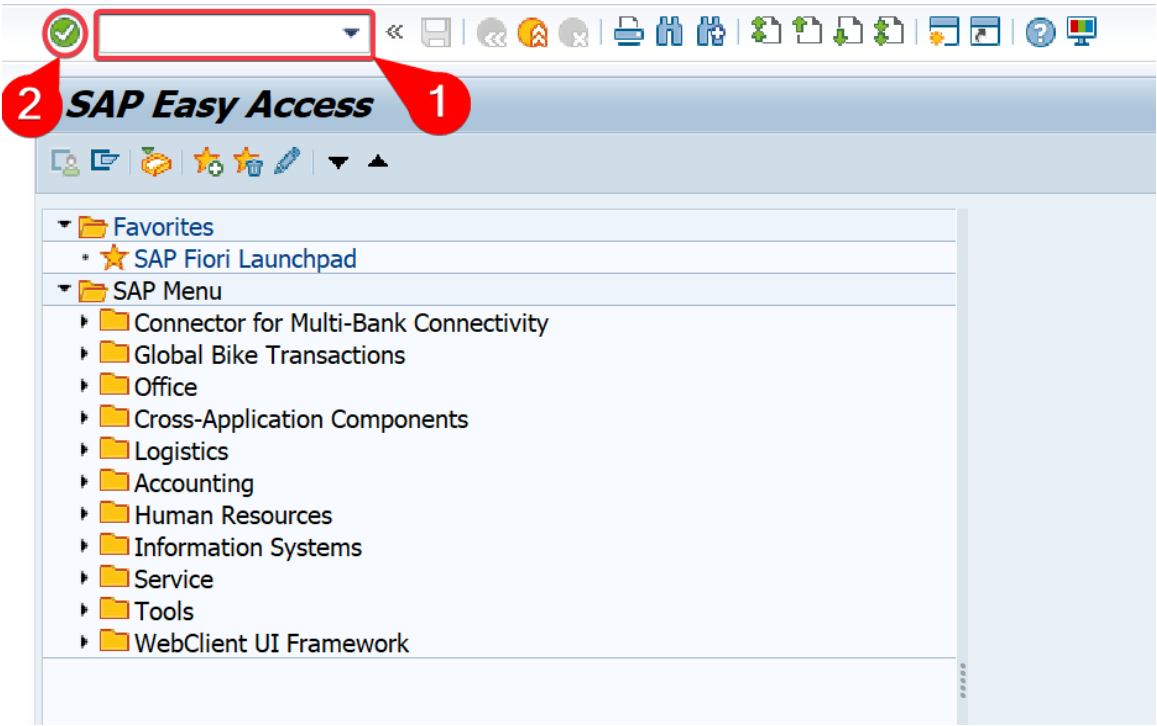 1
2
SAP Easy Access
Favorites
SAP Fiori Launchpad
SAP Menu
Connector for Multi-Bank Connectivity
Global Bike Transactions
Office
Cross-Application Components
Logistics
Accounting
Human Resources
Information Systems
Service
Tools
WebClient UI Framework